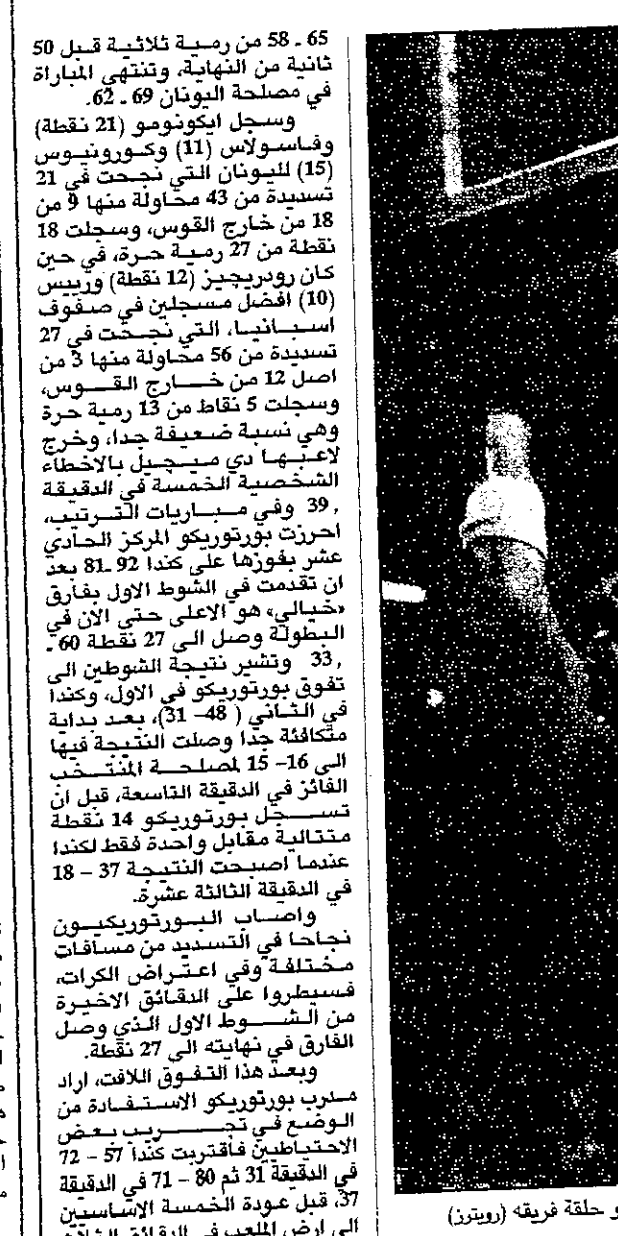 65 ـ 58 من رمية ثلاثية قبل 50
ثانية من النهاية، وتنتهي المباراة
في مصلحة اليونان 69 ـ 62.
وسجل ايكونومو (21 نقطة)
وفاسولاس (11) وكورونيوس
(15) لليونان التي نجحت في 21
تسديدة من 43 محاولة منها 9 من
18 من خارج القوس، وسجلت 18
نقطة من 27 رمية حرة، في حين
كان رودريجيز (12 نقطة) ورييس
(10) افضل مسجلين في صفوف
اسبانيا، التي نجحت في 27
تسديدة من 56 محاولة منها 3 من
اصل 12 من خارج القوس،
وسجلت 5 نقاط من 13 رمية حرة
وهي نسبة ضعيفة جدا، وخرج
لاعبها دي ميجيل بالاخطاء
الشخصية الخمسة في الدقيقة
39, وفي مباريات الترتيب،
احرزت بورتوريكو المركز الحادي
عشر بفوزها على كندا 92 ـ81 بعد
ان تقدمت في الشوط الاول بفارق
«خيالي» هو الاعلى حتى الآن في
البطولة وصل الى 27 نقطة 60 ـ
33, وتشير نتيجة الشوطين الى
تفوق بورتوريكو في الاول، وكندا
في الثاني ( 48– 31)، بعد بداية
متكافئة جدا وصلت النتيجة فيها
الى 16– 15 لمصلحة المنتخب
الفائز في الدقيقة التاسعة، قبل ان
تسجل بورتوريكو 14 نقطة
متتالية مقابل واحدة فقط لكندا
عندما اصبحت النتيجة 37 – 18
في الدقيقة الثالثة عشرة.
واصاب البورتوريكيون
نجاحا في التسديد من مسافات
مختلفة وفي اعتراض الكرات،
فسيطروا على الدقائق الاخيرة
من الشوط الاول الذي وصل
الفارق في نهايته الى 27 نقطة.
وبعد هذا التفوق اللافت، اراد
مدرب بورتوريكو الاستفادة من
الوضع في تجريب بعض
الاحتياطيين فاقتربت كندا 57 – 72
في الدقيقة 31 ثم 80 – 71 في الدقيقة
37، قبل عودة الخمسة الاساسيين
الى ارض الملعب في الدقائق الثلاث
و حلقة فريقه (رويترز)